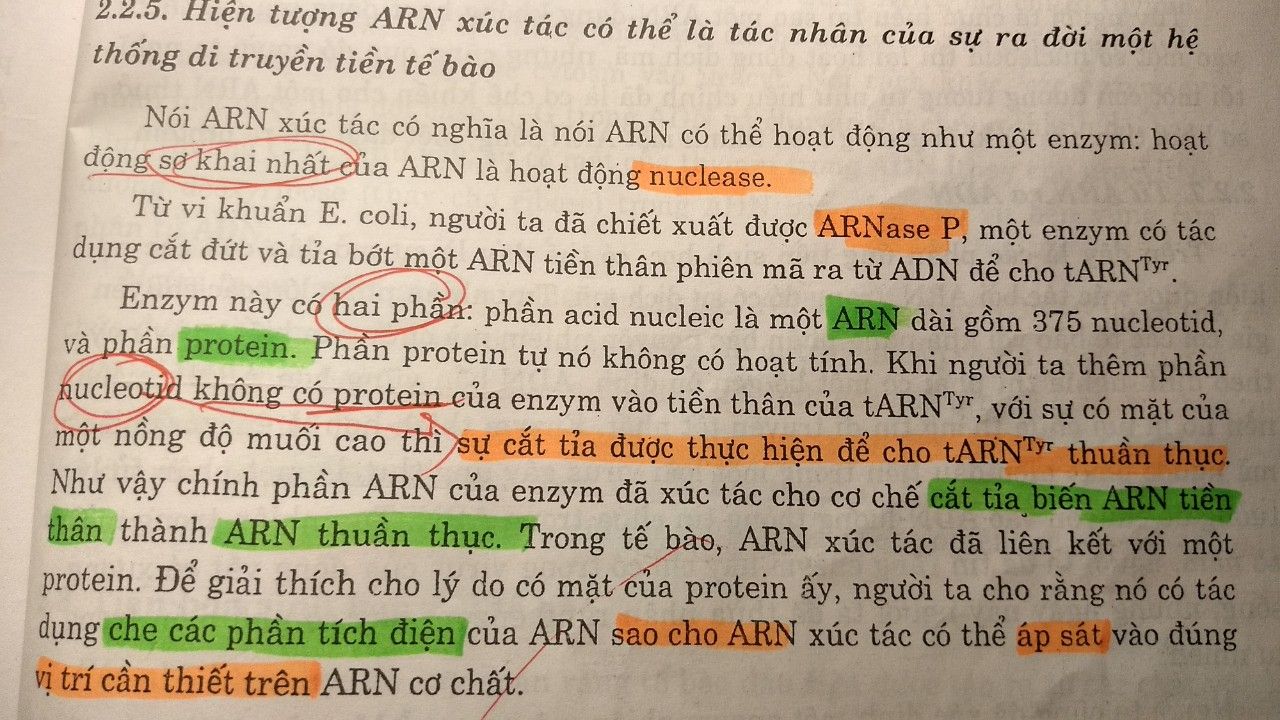 2.2.5. Hiện tượng ARN xúc tác có thể là tác nhân của sự ra đời một hệ
thống di truyền tiền tế bào
Nói ARN xúc tác có nghĩa là nói ARN có thể hoạt động như một enzym: hoạt
động sơ khai nhất của ARN là hoạt động nuclease.
Từ vi khuẩn E. coli, người ta đã chiết xuất được ARNase P, một enzym có tác
dụng cắt đứt và tỉa bớt một ARN tiền thân phiên mã ra từ ADN để cho tARNTyr.
Enzym này có hai phần: phần acid nucleic là một ARN dài gồm 375 nucleotid,
và phần protein. Phần protein tự nó không có hoạt tính. Khi người ta thêm phần
nucleotid không có protein của enzym vào tiền thân của tARNTyr, với sự có mặt của
một nồng độ muối cao thì sự cắt tỉa được thực hiện để cho tARNTyr thuần thục.
Như vậy chính phần ARN của enzym đã xúc tác cho cơ chế cắt tỉa biến ARN tiền
thân thành ARN thuần thục. Trong tế bào, ARN xúc tác đã liên kết với một
protein. Để giải thích cho lý do có mặt của protein ấy, người ta cho rằng nó có tác
dụng che các phần tích điện của ARN sao cho ARN xúc tác có thể áp sát vào đúng
vị trí cần thiết trên ARN cơ chất.